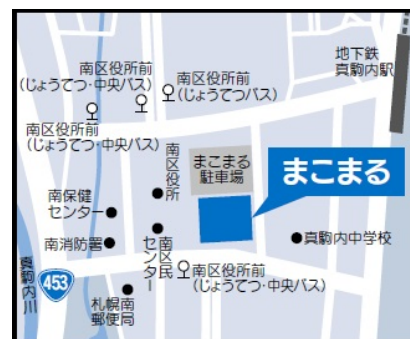 地下鉄
真駒内駅
南区役所前
(じょうてつ・中央バス)
南区役所前
(じょうてつバス)
南区役所前
(じょうてつ・中央バス)
南区役所
まこまる
駐車場
まこまる
南保健
センター
南消防署
南区民
センター
真駒内中学校
南区役所前
(じょうてつ・中央バス)
真駒内川
453
札幌南
郵便局